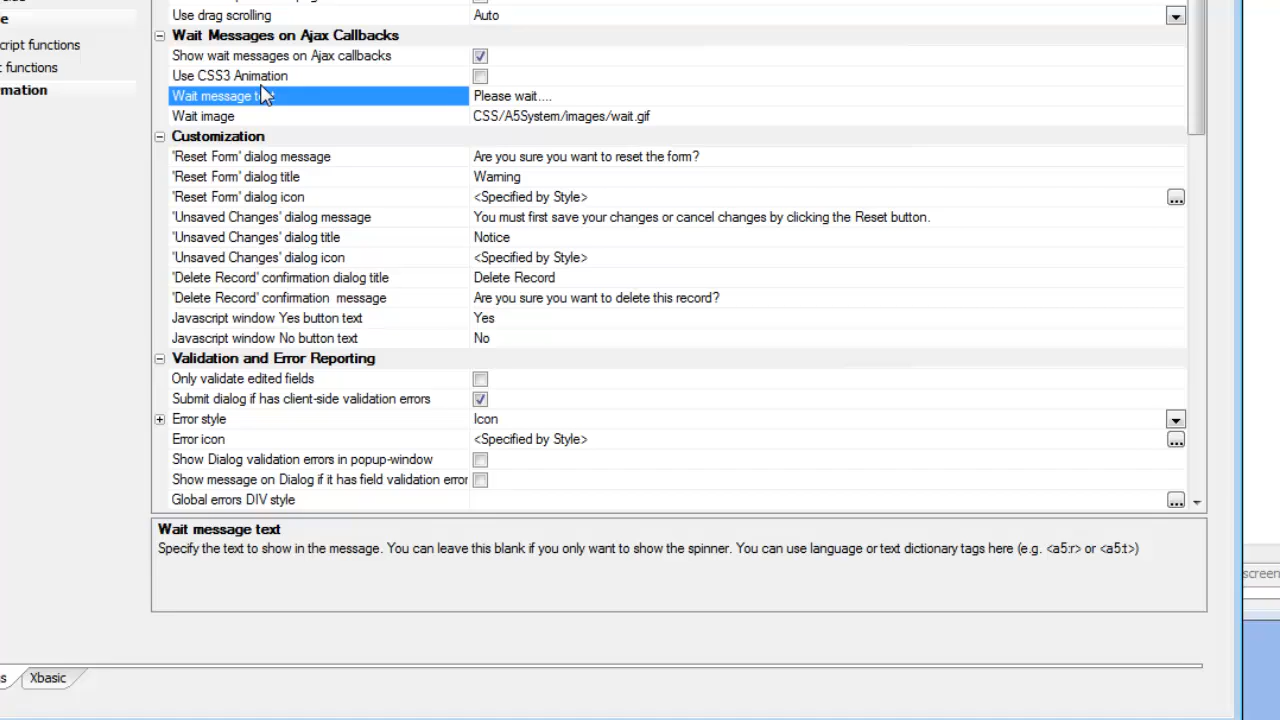 Use drag scrolling Auto
Wait Messages on Ajax Callbacks
cript functions
Show wait messages on Ajax callbacks
t functions
Use CSS3 Animation
mation
Wait message text Please wait....
Wait image CSS/A5System/images/wait.gif
Customization
'Reset Form' dialog message Are you sure you want to reset the form?
'Reset Form' dialog title Warning
'Reset Form' dialog icon <Specified by Style> ...
'Unsaved Changes' dialog message You must first save your changes or cancel changes by clicking the Reset button.
'Unsaved Changes' dialog title Notice
'Unsaved Changes' dialog icon <Specified by Style>
'Delete Record' confirmation dialog title Delete Record
'Delete Record' confirmation  message Are you sure you want to delete this record?
Javascript window Yes button text Yes
Javascript window No button text No
Validation and Error Reporting
Only validate edited fields
Submit dialog if has client-side validation errors
Error style Icon
Error icon <Specified by Style> ...
Show Dialog validation errors in popup-window
Show message on Dialog if it has field validation error
Global errors DIV style ...
Wait message text
Specify the text to show in the message. You can leave this blank if you only want to show the spinner. You can use language or text dictionary tags here (e.g. <a5:r> or <a5:t>)
screen
s Xbasic